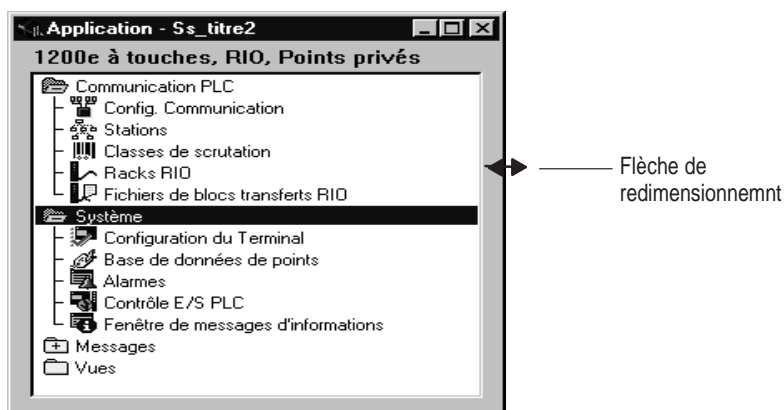 Application - Ss_titre2
1200e à touches, RIO, Points privés
Communication PLC
Config. Communication
Stations
Classes de scrutation
Racks RIO
Fichiers de blocs transferts RIO
Système
Configuration du Terminal
Base de données de points
Alarmes
Contrôle E/S PLC
Fenêtre de messages d'informations
Messages
Vues
Flèche de
redimensionnemnt